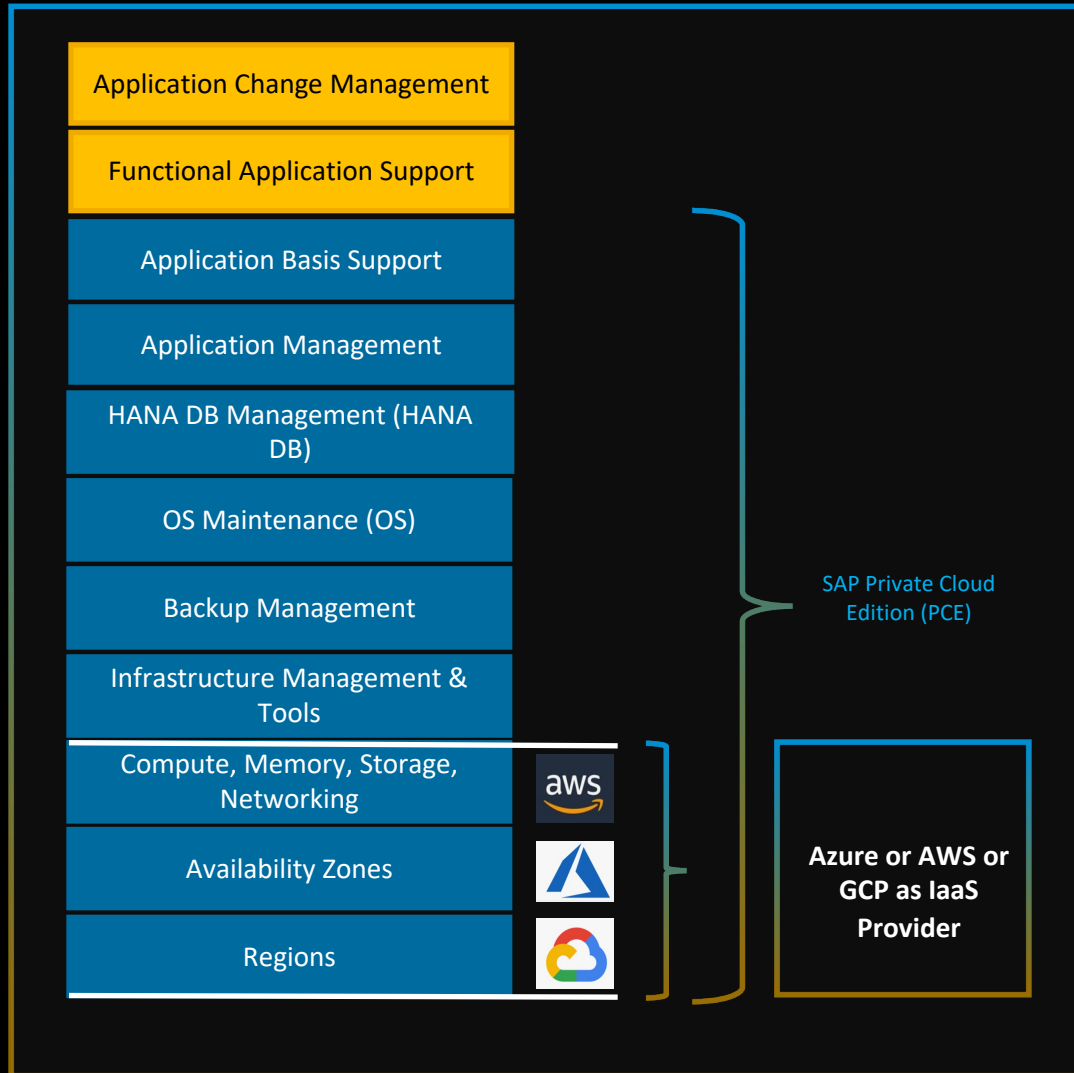 Application Change Management
Functional Application Support
Application Basis Support
Application Management
HANA DB Management (HANA
DB)
OS Maintenance (OS)
Backup Management
Infrastructure Management &
Tools
Compute, Memory, Storage,
Networking
Availability Zones
Regions
aws
SAP Private Cloud
Edition (PCE)
Azure or AWS or
GCP as IaaS
Provider